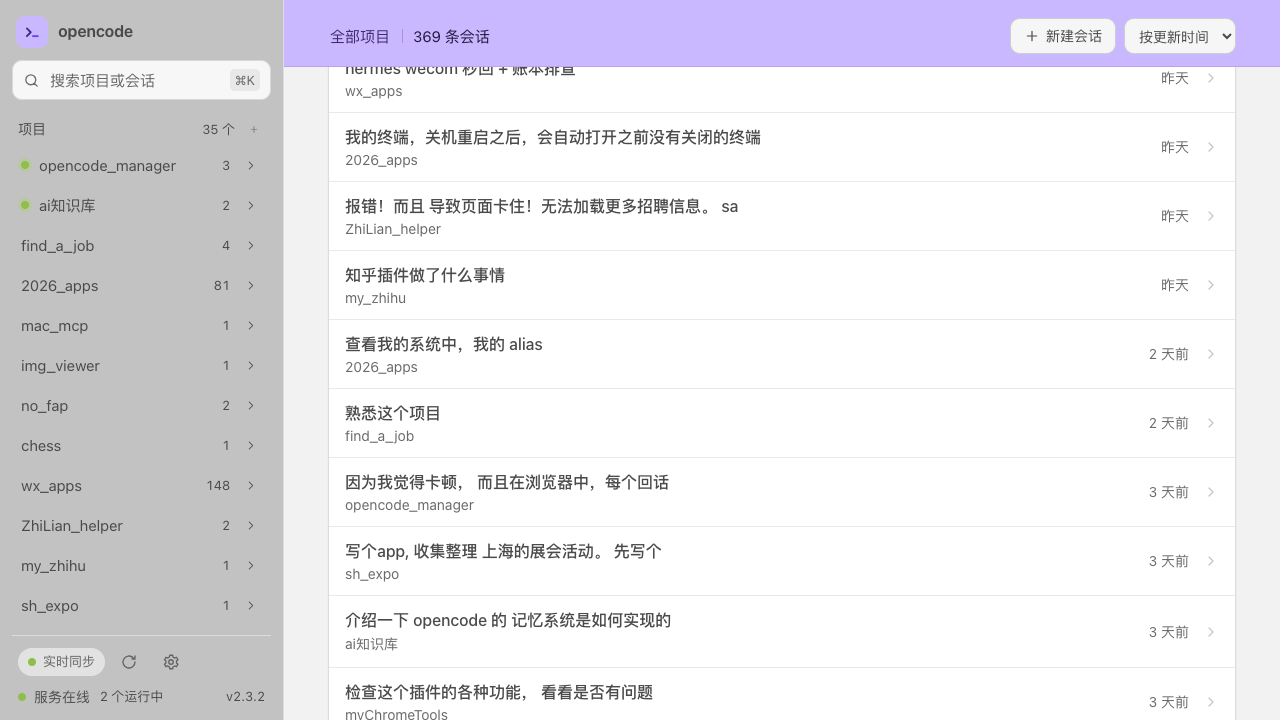 opencode
搜索项目或会话 ⌘K
项目 35 个 +
opencode_manager 3
ai知识库 2
find_a_job 4
2026_apps 81
mac_mcp 1
img_viewer 1
no_fap 2
chess 1
wx_apps 148
ZhiLian_helper 2
my_zhihu 1
sh_expo 1
实时同步
服务在线 2 个运行中 v2.3.2
全部项目 369 条会话
+ 新建会话
按更新时间
hermes wecom 秒回 + 账本排查
wx_apps
昨天
我的终端，关机重启之后，会自动打开之前没有关闭的终端
2026_apps
昨天
报错！而且 导致页面卡住！无法加载更多招聘信息。 sa
ZhiLian_helper
昨天
知乎插件做了什么事情
my_zhihu
昨天
查看我的系统中，我的 alias
2026_apps
2 天前
熟悉这个项目
find_a_job
2 天前
因为我觉得卡顿， 而且在浏览器中，每个回话
opencode_manager
3 天前
写个app, 收集整理 上海的展会活动。 先写个
sh_expo
3 天前
介绍一下 opencode 的 记忆系统是如何实现的
ai知识库
3 天前
检查这个插件的各种功能， 看看是否有问题
myChromeTools
3 天前